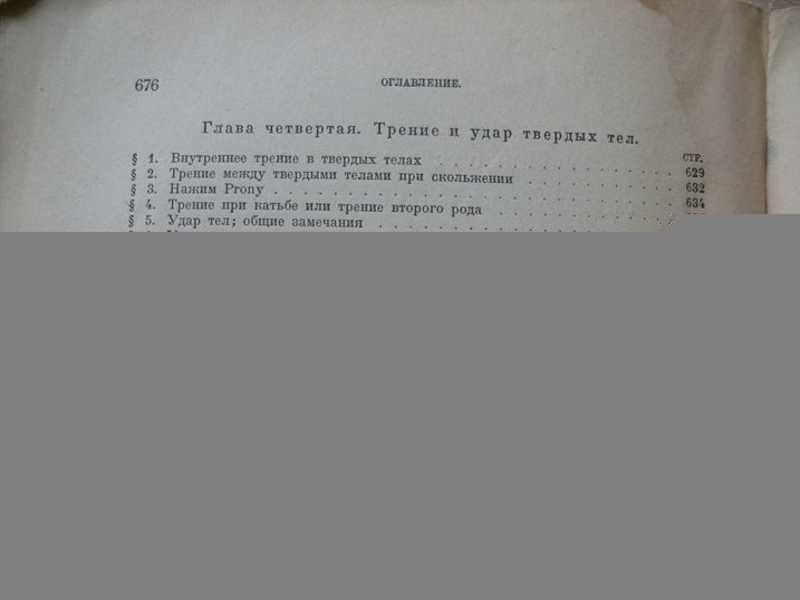 676 ОГЛАВЛЕНИЕ.
Глава четвертая. Трение и удар твердых тел.
СТР.
§ 1. Внутреннее трение в твердых телах . . . . . . . . . . . . . . 629
§ 2. Трение между твердыми телами при скольжении . . . . . . . . . 632
§ 3. Нажим Prony . . . . . . . . . . . . . . . . . . . . . . . . 634
§ 4. Трение при катьбе или трение второго рода . . . . . . . . . .
§ 5. Удар тел; общие замечания . . . . . . . . . . . . . . . . .